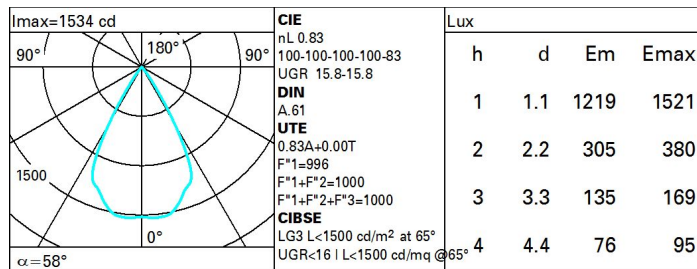 Imax=1534 cd
90°
180°
90°
1500
0°
α=58°
CIE
nL 0.83
100-100-100-100-83
UGR 15.8-15.8
DIN
A.61
UTE
0.83A+0.00T
F"1=996
F"1+F"2=1000
F"1+F"2+F"3=1000
CIBSE
LG3 L<1500 cd/m² at 65°
UGR<16 | L<1500 cd/mq @65°
Lux
h d Em Emax
1 1.1 1219 1521
2 2.2 305 380
3 3.3 135 169
4 4.4 76 95